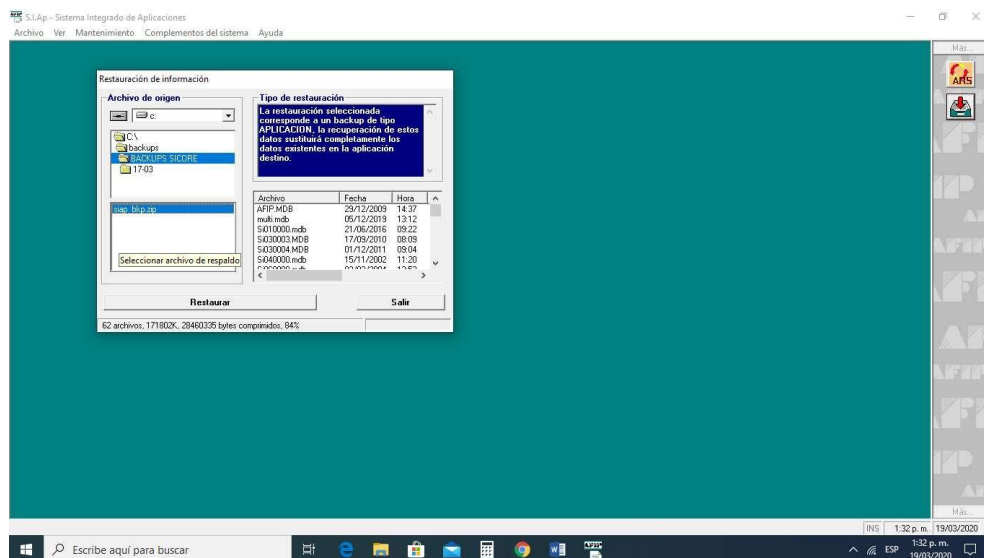 S.I.Ap - Sistema Integrado de Aplicaciones
Archivo Ver Mantenimiento Complementos del sistema Ayuda
Más...
Restauración de información
Archivo de origen
Tipo de restauración
c:
C:\
backups
BACKUPS SICORE
17-03
La restauración seleccionada
corresponde a un backup de tipo
APLICACION, la recuperación de estos
datos sustituirá completamente los
datos existentes en la aplicación
destino.
siap_bkp.zip
Seleccionar archivo de respaldo
Archivo Fecha Hora
AFIP.MDB 29/12/2009 14:37
multi.mdb 05/12/2019 13:12
Si010000.mdb 21/06/2016 09:22
Si030003.MDB 17/09/2010 08:09
Si030004.MDB 01/12/2011 09:04
Si040000.mdb 15/11/2002 11:20
Restaurar
Salir
62 archivos, 171802K, 28460335 bytes comprimidos, 84%
ARS
AFIP
Más...
INS 1:32 p. m. 19/03/2020
Escribe aquí para buscar
ESP
1:32 p. m.
19/03/2020